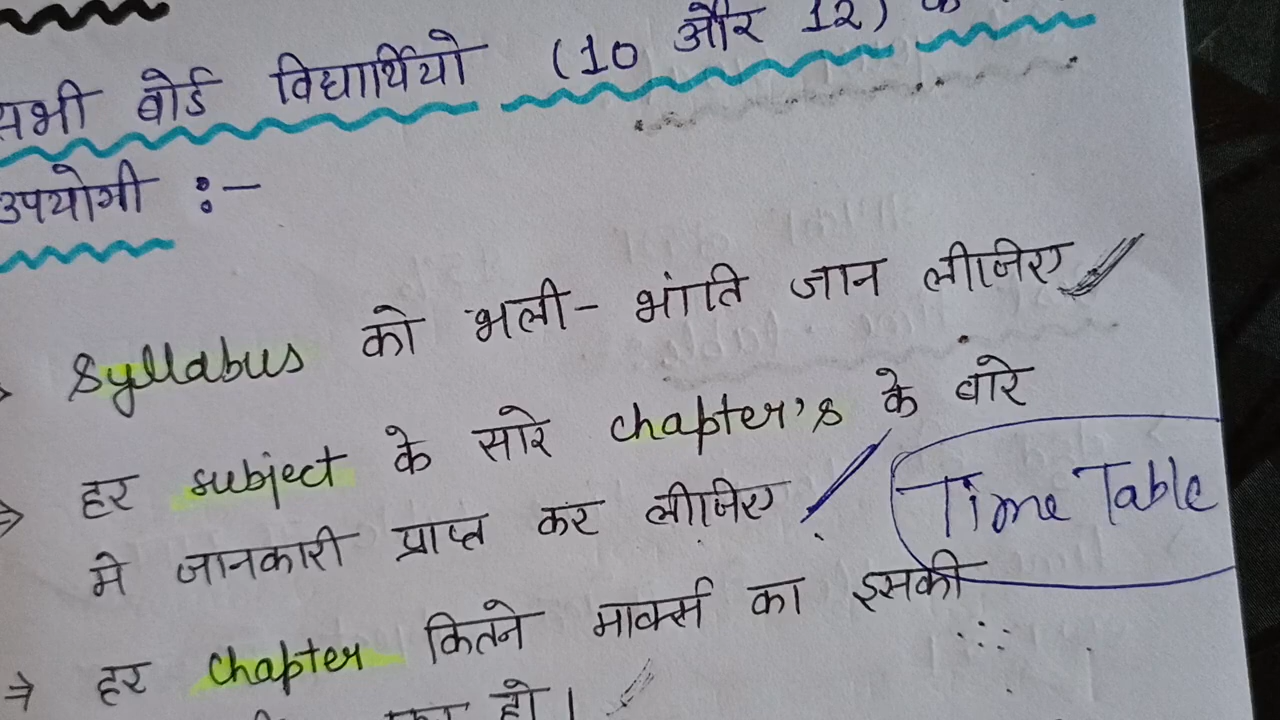 सभी बोर्ड विद्यार्थियो (10 और 12) के
उपयोगी :-
Syllabus को भली- भांति जान लीजिए
हर subject के सारे chapter's के बारे
मे जानकारी प्राप्त कर लीजिए
Time Table
⇒ हर chapter कितने मार्क्स का इसकी
हो।